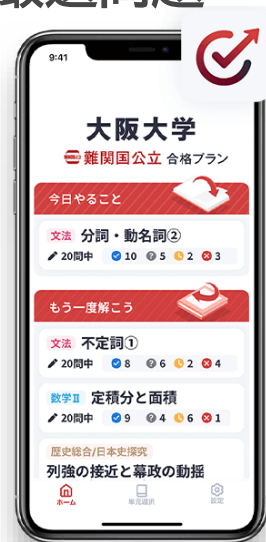 最適問題
9:41
大阪大学
難関国公立 合格プラン
今日やること
文法 分詞・動名詞②
20問中 10 5 2 3
もう一度解こう
文法 不定詞①
20問中 8 6 2 4
数学Ⅱ 定積分と面積
20問中 9 4 6 1
歴史総合/日本史探究
列強の接近と幕政の動揺
ホーム 単元選択 設定